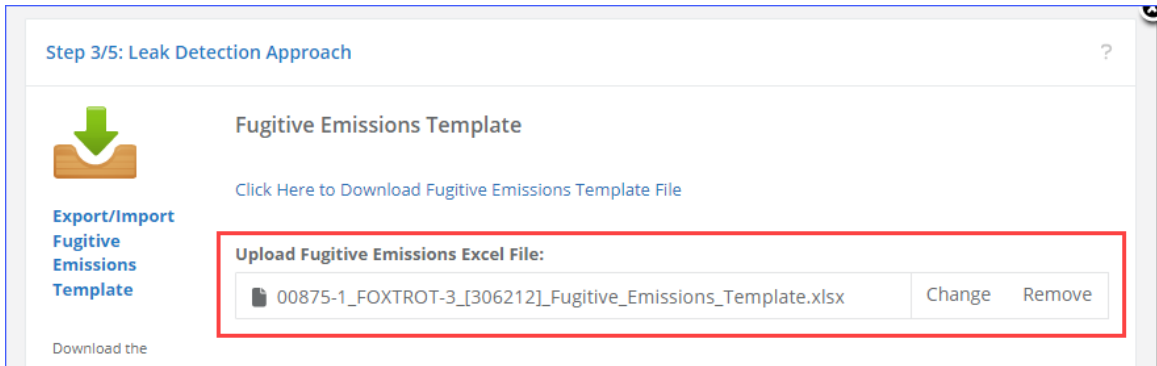 Step 3/5: Leak Detection Approach
?
Export/Import
Fugitive
Emissions
Template
Download the
Fugitive Emissions Template
Click Here to Download Fugitive Emissions Template File
Upload Fugitive Emissions Excel File:
00875-1_FOXTROT-3_[306212]_Fugitive_Emissions_Template.xlsx Change Remove